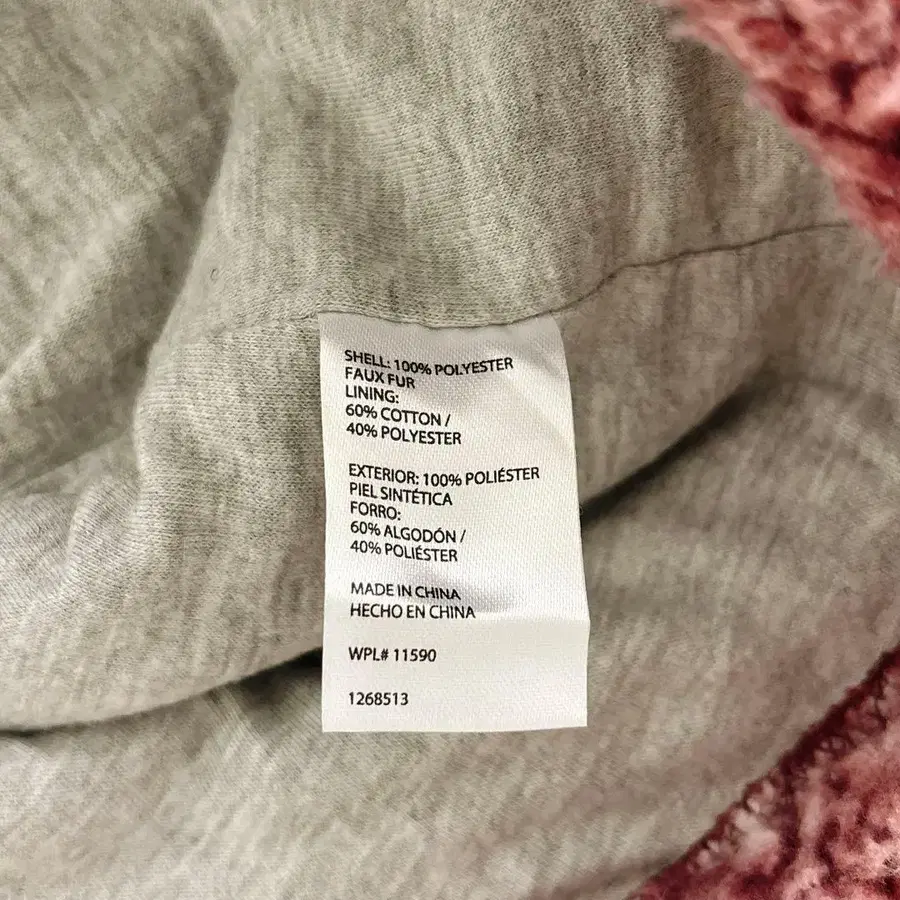 SHELL: 100% POLYESTER
FAUX FUR
LINING:
60% COTTON /
40% POLYESTER
EXTERIOR: 100% POLIÉSTER
PIEL SINTÉTICA
FORRO:
60% ALGODÓN /
40% POLIÉSTER
MADE IN CHINA
HECHO EN CHINA
WPL# 11590
1268513